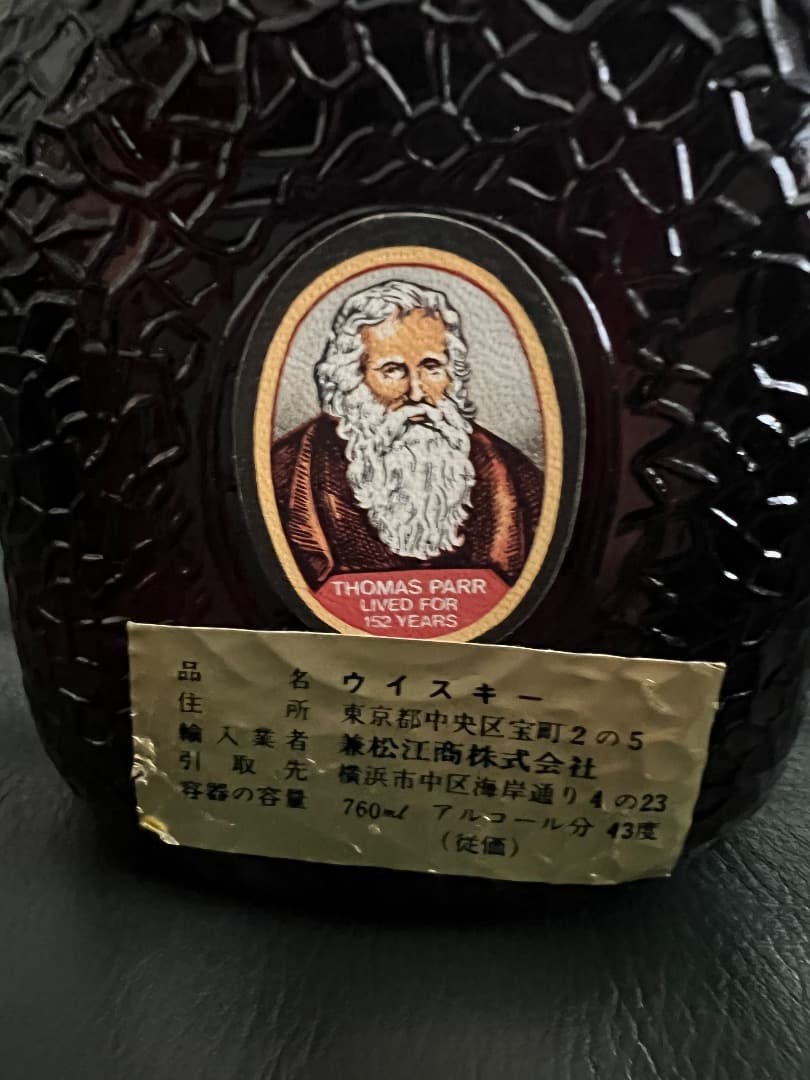 THOMAS PARR
LIVED FOR
152 YEARS
品名 ウイスキー
住所 東京都中央区宝町2の5
輸入業者 兼松江商株式会社
引取先 横浜市中区海岸通り4の23
容器の容量 760ml アルコール分 43度
(従価)